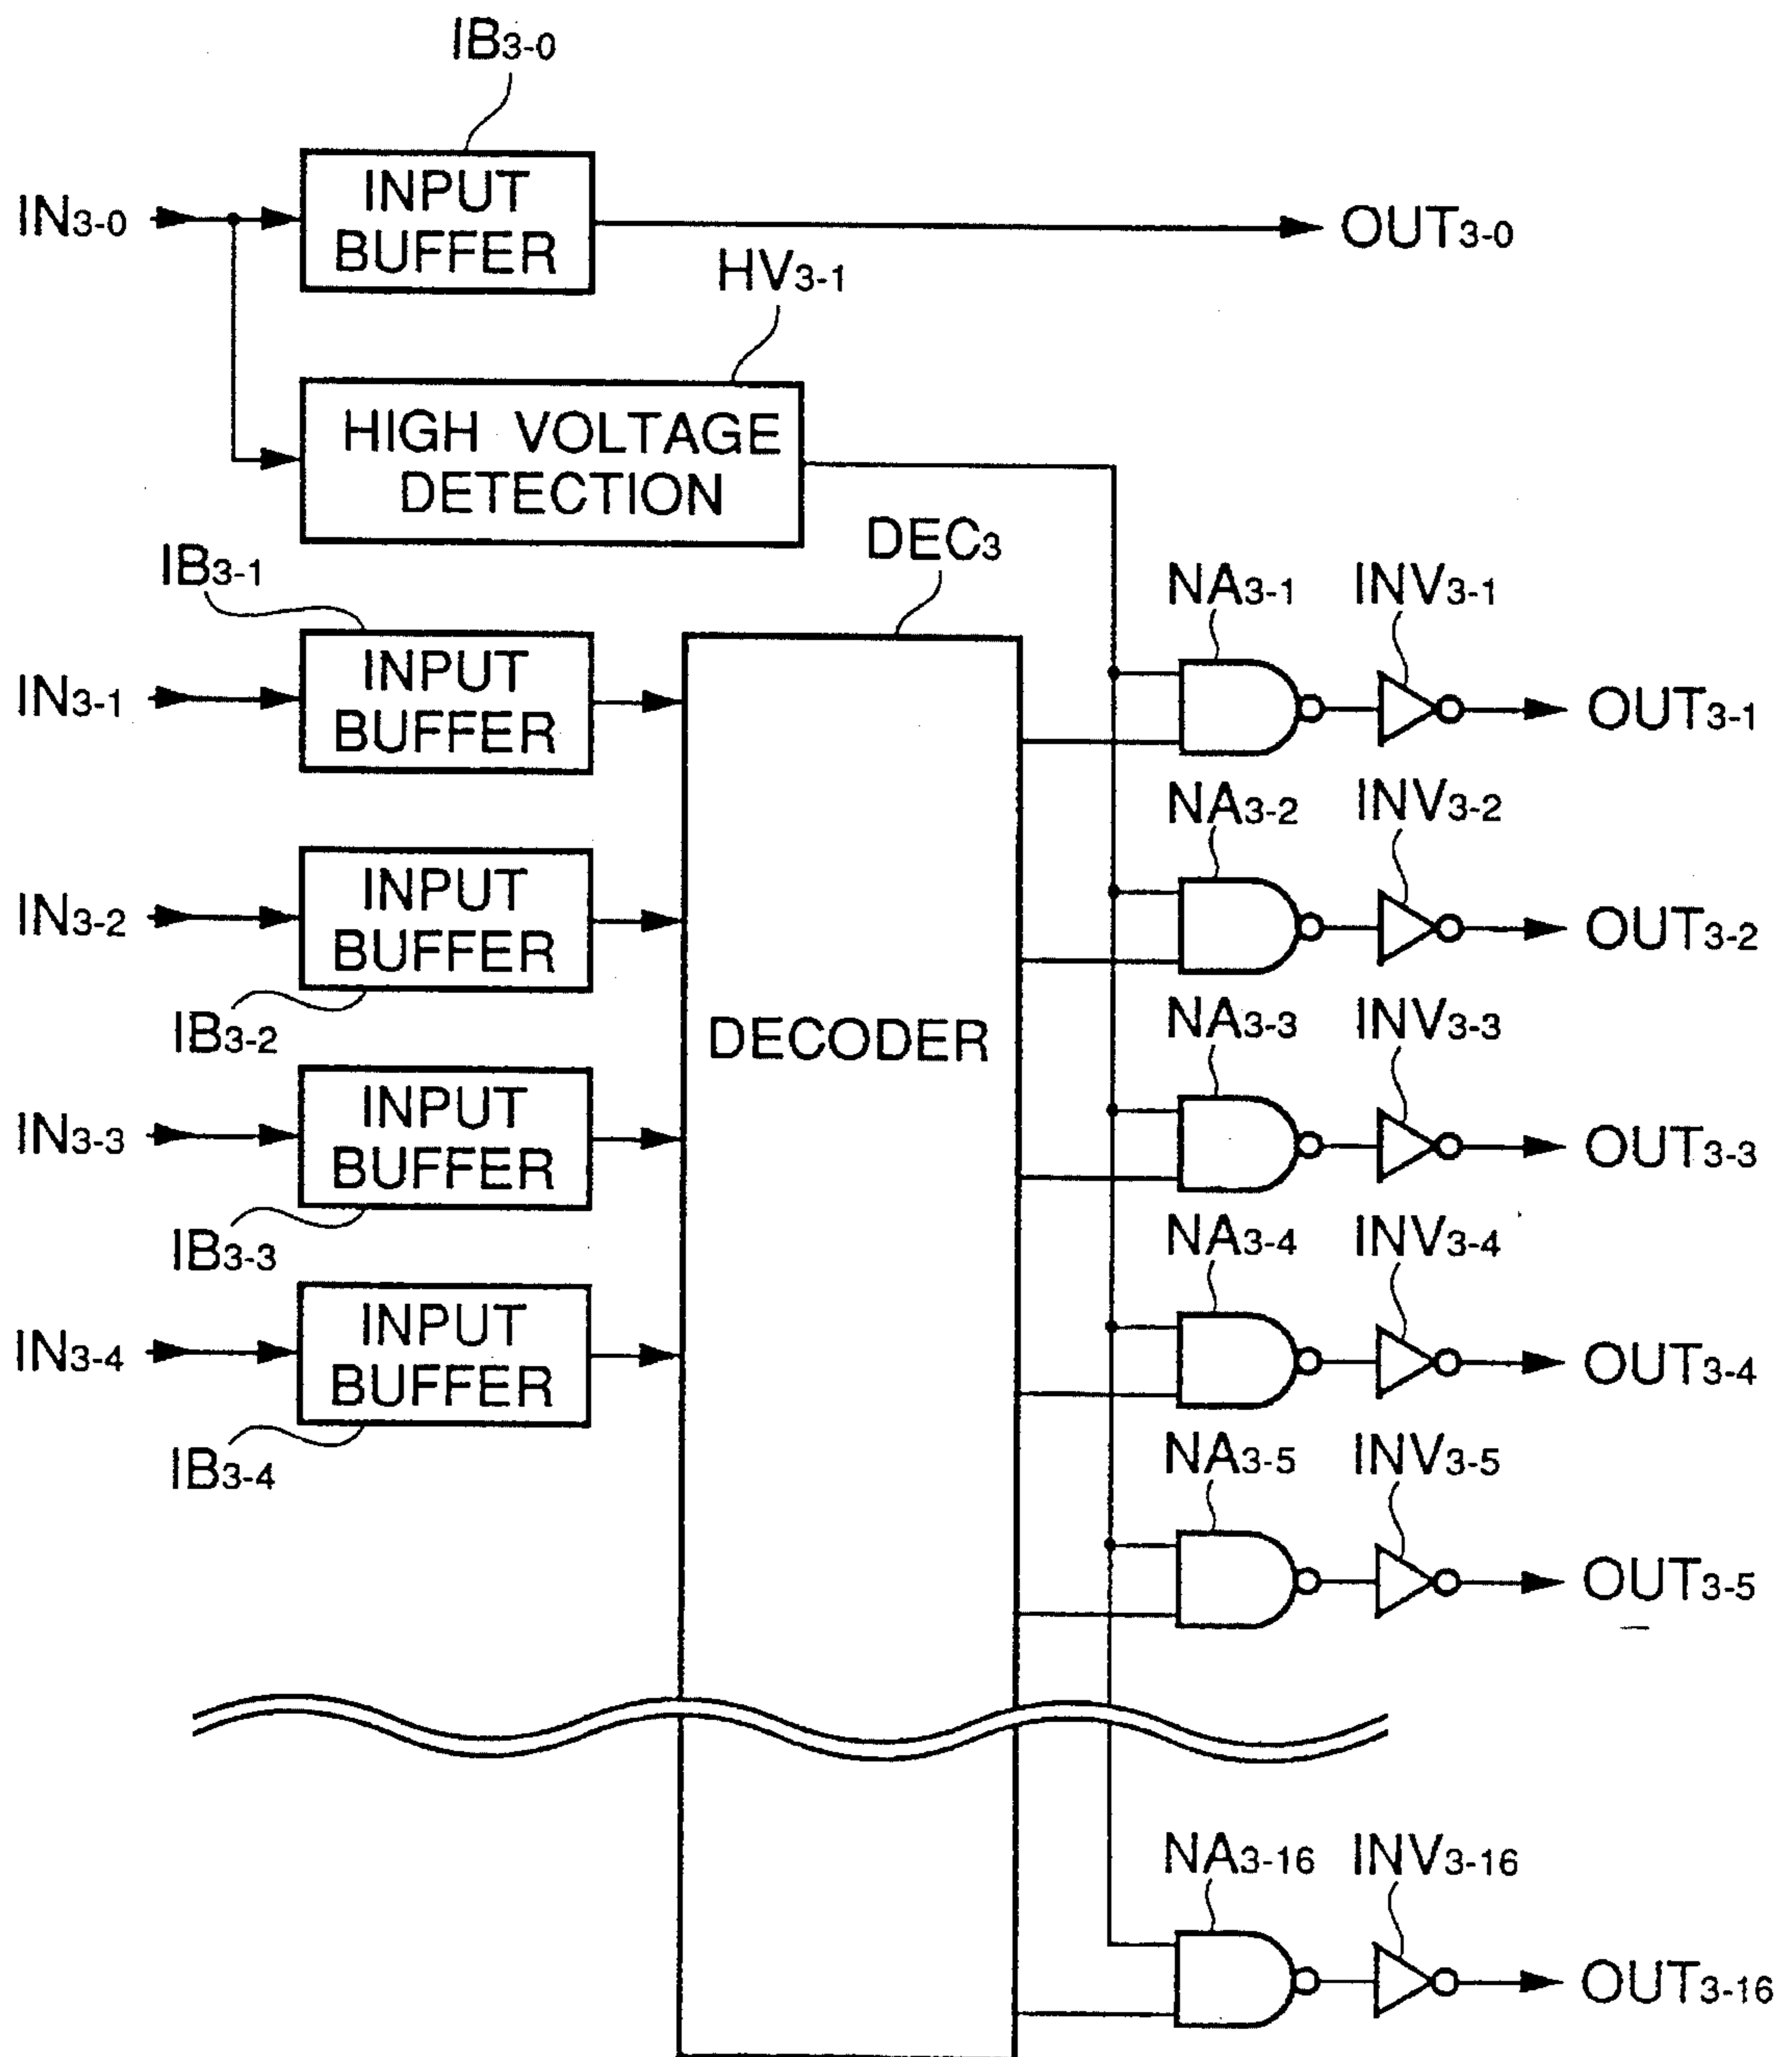 IB3-0
IN3-0
INPUT
BUFFER
OUT3-0
HV3-1
HIGH VOLTAGE
DETECTION
DEC3
IB3-1
NA3-1
INV3-1
IN3-1
INPUT
BUFFER
OUT3-1
NA3-2
INV3-2
IN3-2
INPUT
BUFFER
OUT3-2
IB3-2
DECODER
NA3-3
INV3-3
IN3-3
INPUT
BUFFER
OUT3-3
IB3-3
NA3-4
INV3-4
IN3-4
INPUT
BUFFER
OUT3-4
IB3-4
NA3-5
INV3-5
OUT3-5
NA3-16
INV3-16
OUT3-16